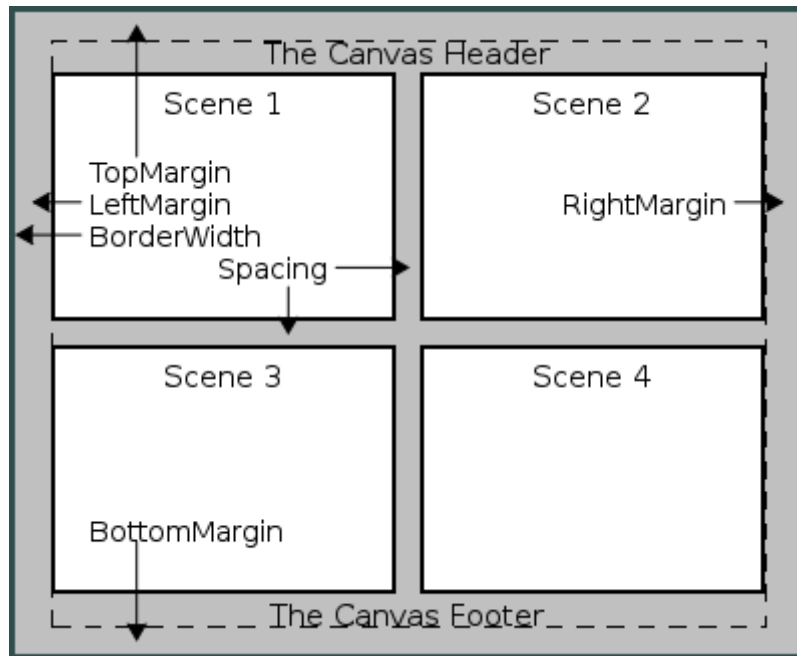 The Canvas Header
Scene 1
Scene 2
TopMargin
LeftMargin
RightMargin
BorderWidth
Spacing
Scene 3
Scene 4
BottomMargin
The Canvas Footer